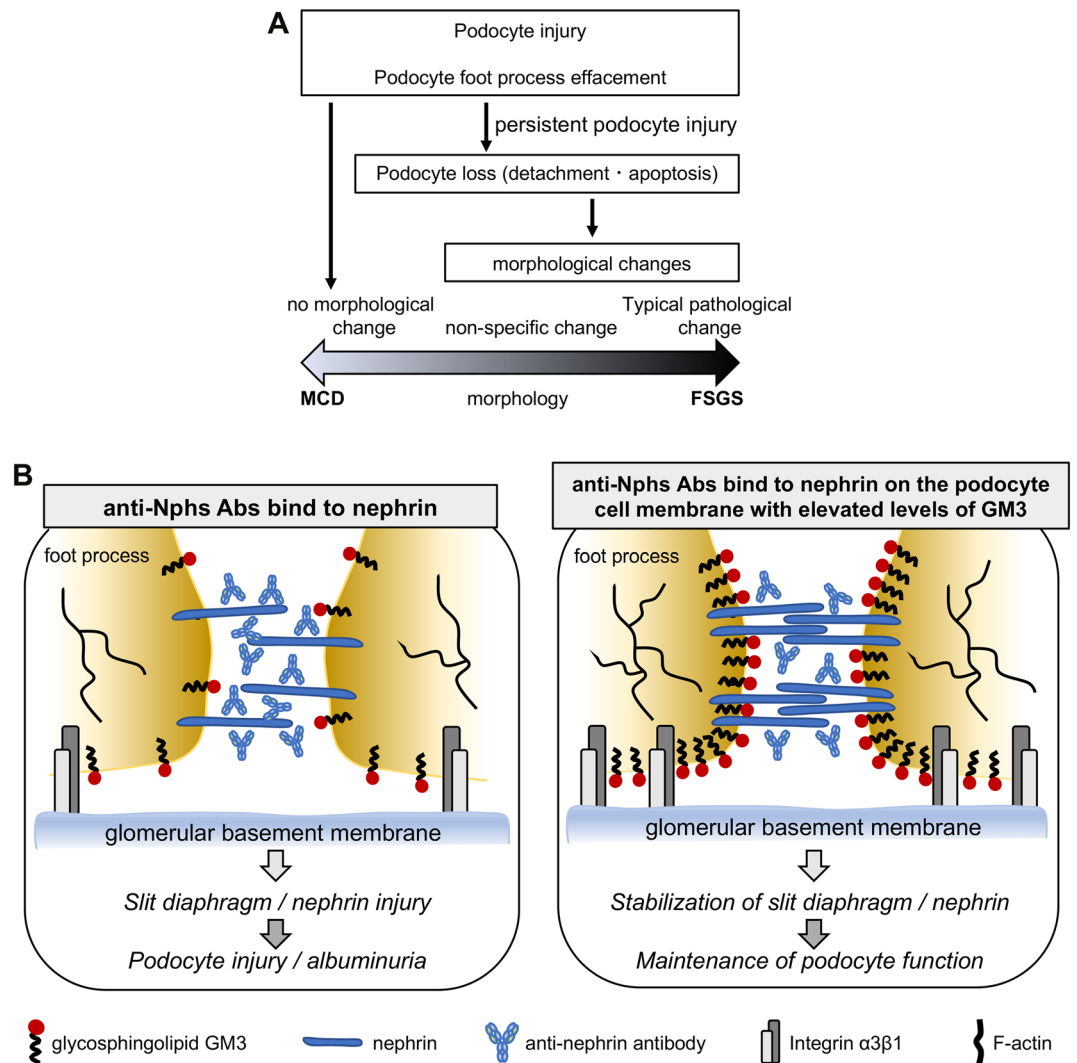 A
Podocyte injury
Podocyte foot process effacement
persistent podocyte injury
Podocyte loss (detachment・apoptosis)
morphological changes
no morphological
change
non-specific change
Typical pathological
change
MCD
morphology
FSGS
B
anti-Nphs Abs bind to nephrin
foot process
glomerular basement membrane
Slit diaphragm / nephrin injury
Podocyte injury / albuminuria
anti-Nphs Abs bind to nephrin on the podocyte
cell membrane with elevated levels of GM3
foot process
glomerular basement membrane
Stabilization of slit diaphragm / nephrin
Maintenance of podocyte function
glycosphingolipid GM3
nephrin
anti-nephrin antibody
Integrin α3β1
F-actin